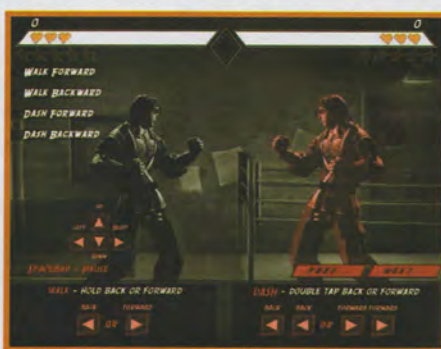 0 0
WALK FORWARD
WALK BACKWARD
DASH FORWARD
DASH BACKWARD
UP
LEFT RIGHT
DOWN
SPACEBAR - PAUSE
PREV NEXT
WALK - HOLD BACK OR FORWARD
DASH - DOUBLE TAP BACK OR FORWARD
BACK FORWARD
OR
BACK BACK FORWARD FORWARD
OR